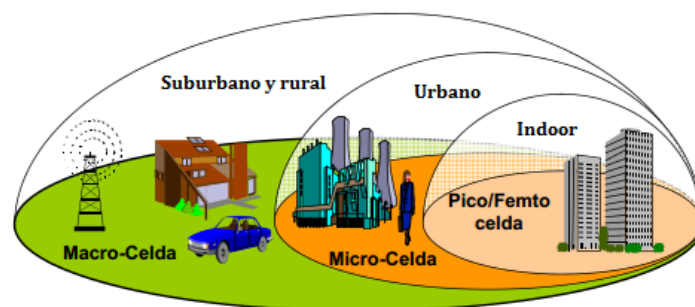 Suburbano y rural
Urbano
Indoor
Macro-Celda
Micro-Celda
Pico/Femto
celda